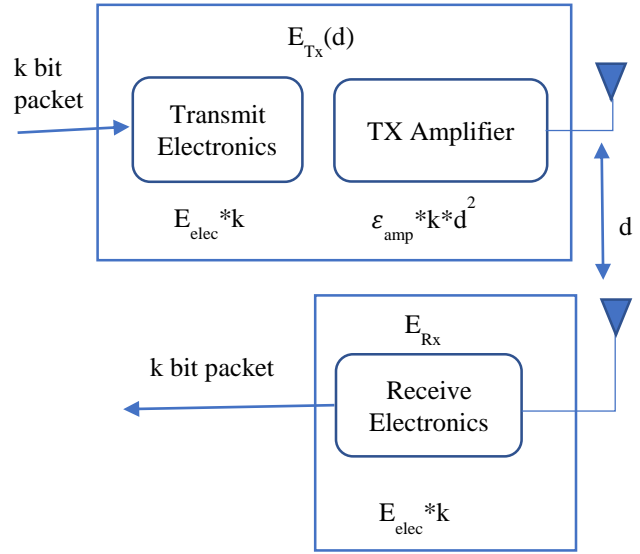 E_Tx(d)
k bit
packet
Transmit
Electronics
TX Amplifier
E_elec*k
ε_amp*k*d^2
d
E_Rx
k bit packet
Receive
Electronics
E_elec*k